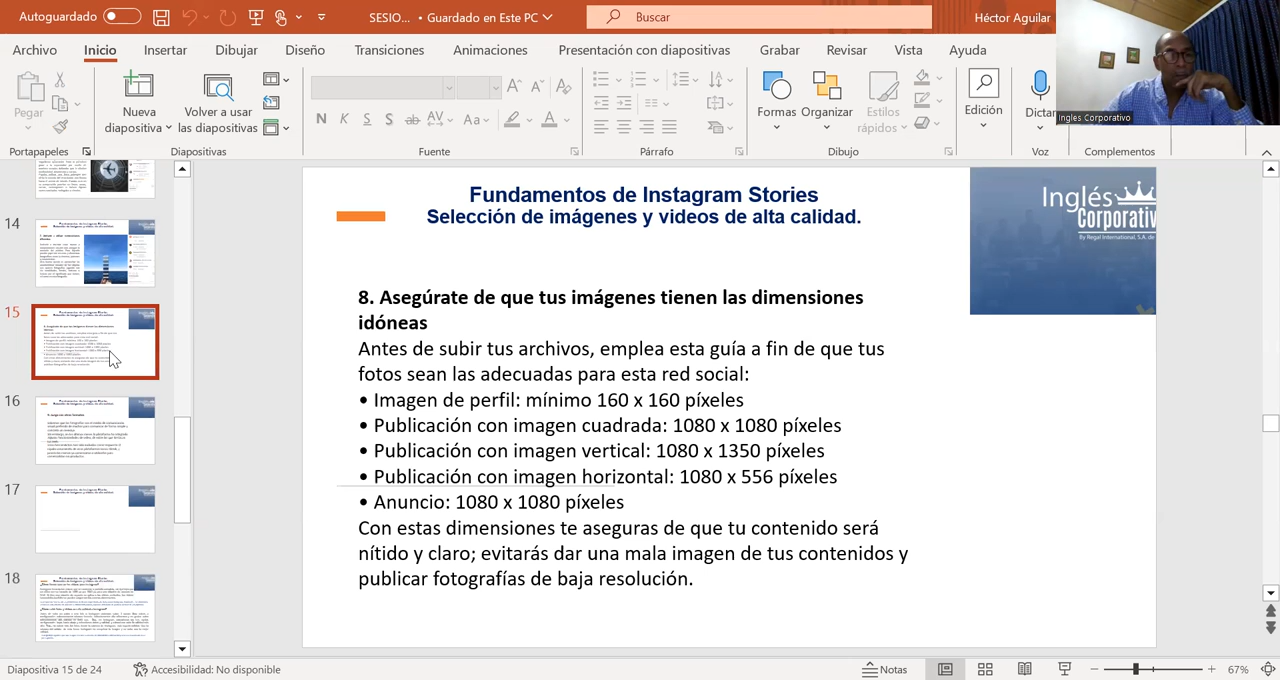 Autoguardado
SESIO... • Guardado en Este PC
Buscar
Héctor Aguilar
Archivo Inicio Insertar Dibujar Diseño Transiciones Animaciones Presentación con diapositivas Grabar Revisar Vista Ayuda
Pegar
Nueva diapositiva
Volver a usar las diapositivas
N K S S ab AV Aa A
Formas
Organizar
Estilos rápidos
Edición
Dictar
Ingles Corporativo
Portapapeles
Diapositivas
Fuente
Párrafo
Dibujo
Voz
Complementos
14
15
16
17
18
Fundamentos de Instagram Stories
Selección de imágenes y videos de alta calidad.
Inglés
Corporativ
By Regal International, S.A. de
8. Asegúrate de que tus imágenes tienen las dimensiones
idóneas
Antes de subir tus archivos, emplea esta guía a fin de que tus
fotos sean las adecuadas para esta red social:
• Imagen de perfil: mínimo 160 x 160 píxeles
• Publicación con imagen cuadrada: 1080 x 1080 píxeles
• Publicación con imagen vertical: 1080 x 1350 píxeles
• Publicación con imagen horizontal: 1080 x 556 píxeles
• Anuncio: 1080 x 1080 píxeles
Con estas dimensiones te aseguras de que tu contenido será
nítido y claro; evitarás dar una mala imagen de tus contenidos y
publicar fotografías de baja resolución.
Diapositiva 15 de 24
Accesibilidad: No disponible
Notas
67%